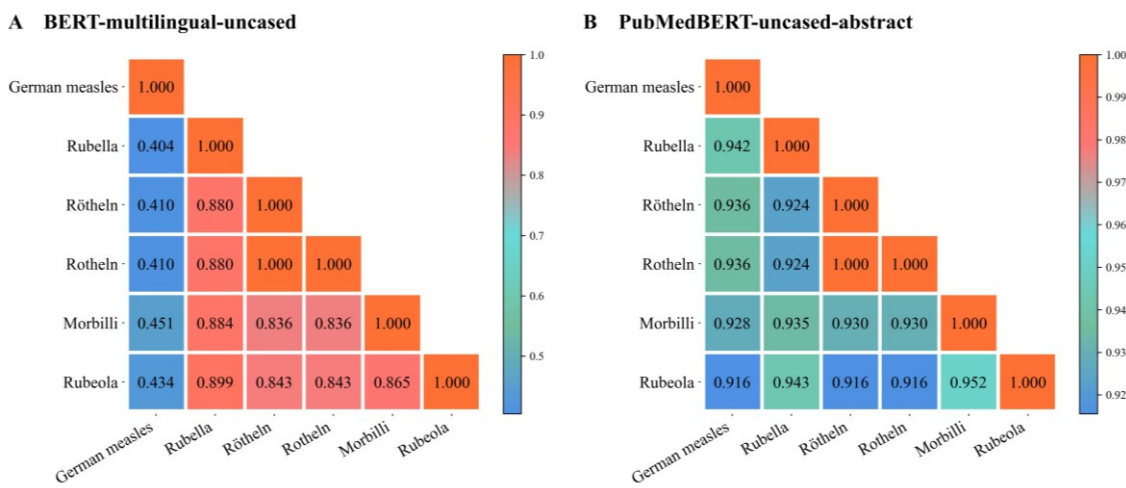 A BERT-multilingual-uncased
German measles
1.000
Rubella
0.404 1.000
Rötheln
0.410 0.880 1.000
Rotheln
0.410 0.880 1.000 1.000
Morbilli
0.451 0.884 0.836 0.836 1.000
Rubeola
0.434 0.899 0.843 0.843 0.865 1.000
German measles Rubella Rötheln Rotheln Morbilli Rubeola
1.0
0.9
0.8
0.7
0.6
0.5
B PubMedBERT-uncased-abstract
German measles
1.000
Rubella
0.942 1.000
Rötheln
0.936 0.924 1.000
Rotheln
0.936 0.924 1.000 1.000
Morbilli
0.928 0.935 0.930 0.930 1.000
Rubeola
0.916 0.943 0.916 0.916 0.952 1.000
German measles Rubella Rötheln Rotheln Morbilli Rubeola
1.00
0.99
0.98
0.97
0.96
0.95
0.94
0.93
0.92